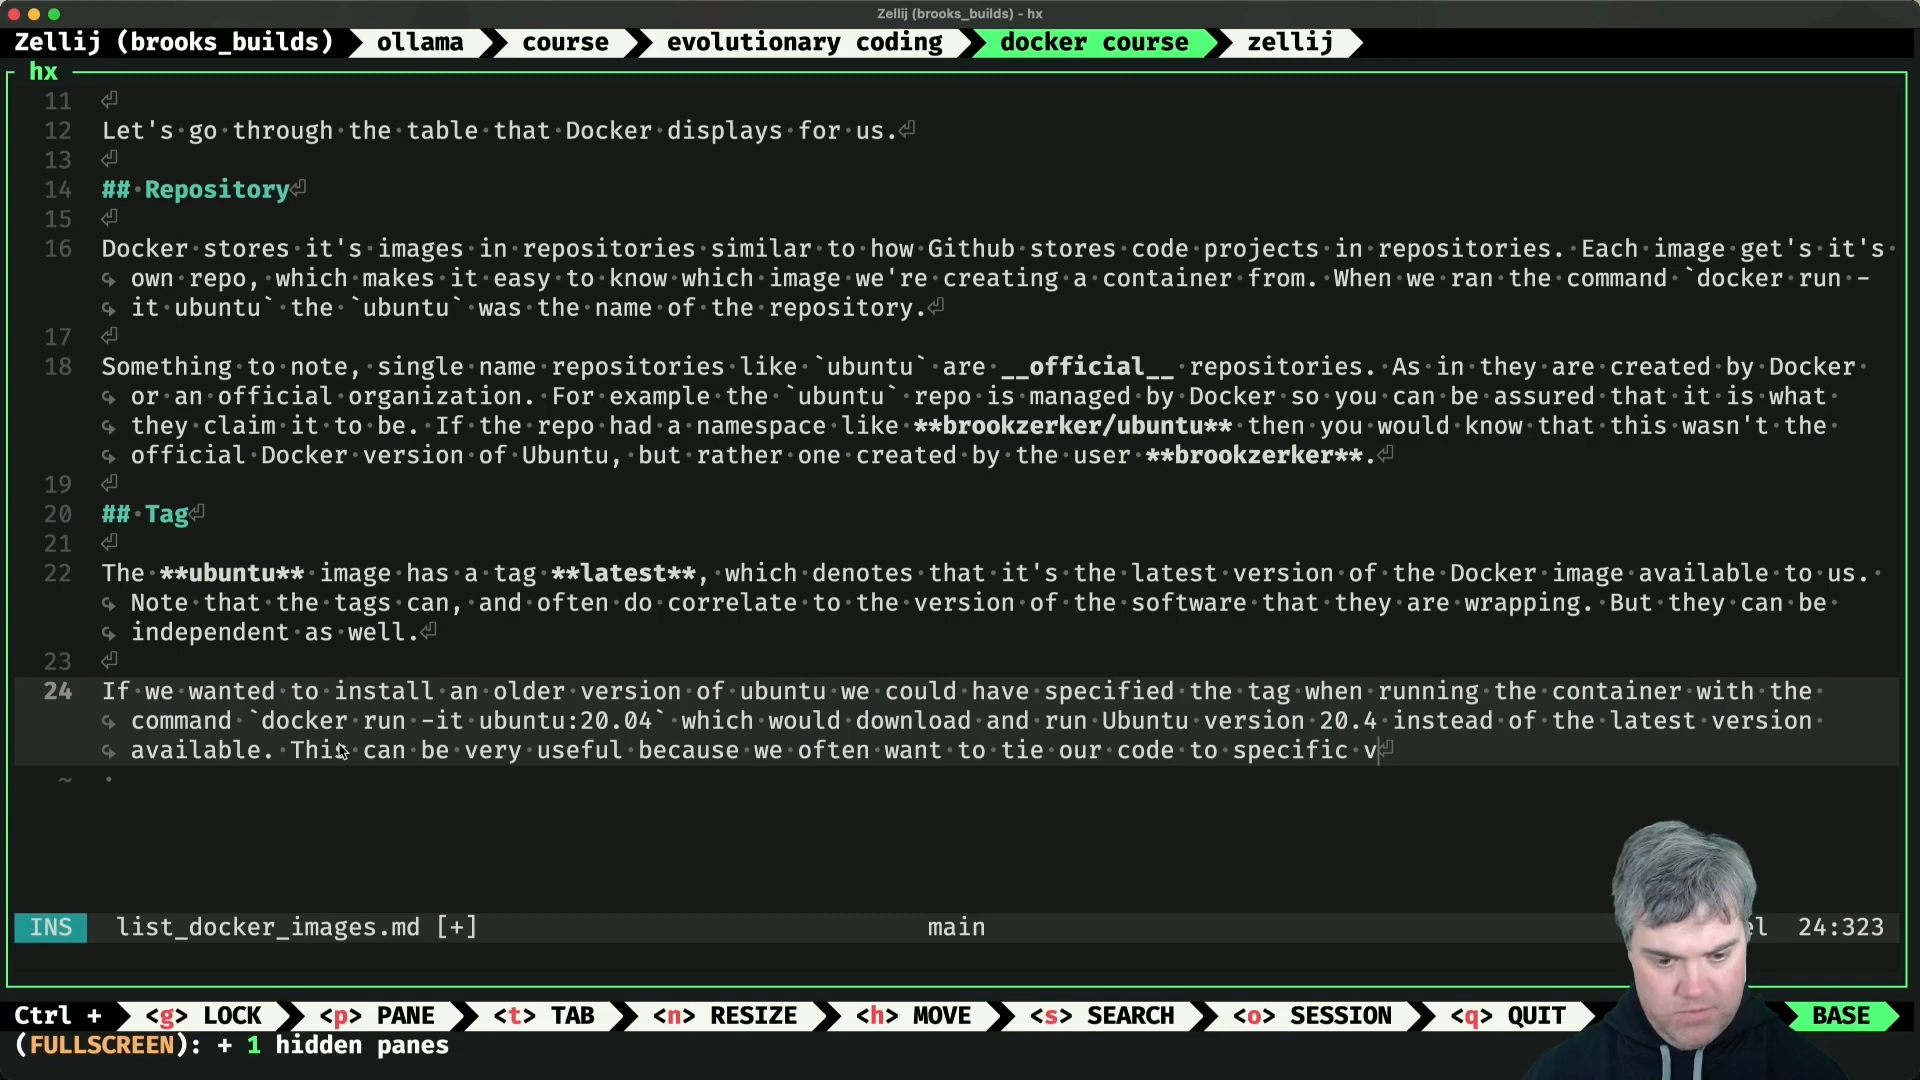 Zellij (brooks_builds) - hx
Zellij (brooks_builds) ollama course evolutionary coding docker course zellij
hx
11
12 Let's go through the table that Docker displays for us.
13
14 ## Repository
15
16 Docker stores it's images in repositories similar to how Github stores code projects in repositories. Each image get's it's
own repo, which makes it easy to know which image we're creating a container from. When we ran the command `docker run -
it ubuntu` the `ubuntu` was the name of the repository.
17
18 Something to note, single name repositories like `ubuntu` are __official__ repositories. As in they are created by Docker
or an official organization. For example the `ubuntu` repo is managed by Docker so you can be assured that it is what
they claim it to be. If the repo had a namespace like **brookzerker/ubuntu** then you would know that this wasn't the
official Docker version of Ubuntu, but rather one created by the user **brookzerker**.
19
20 ## Tag
21
22 The **ubuntu** image has a tag **latest**, which denotes that it's the latest version of the Docker image available to us.
Note that the tags can, and often do correlate to the version of the software that they are wrapping. But they can be
independent as well.
23
24 If we wanted to install an older version of ubuntu we could have specified the tag when running the container with the
command `docker run -it ubuntu:20.04` which would download and run Ubuntu version 20.4 instead of the latest version
available. This can be very useful because we often want to tie our code to specific v
~
INS list_docker_images.md [+] main 24:323
Ctrl + <g> LOCK <p> PANE <t> TAB <n> RESIZE <h> MOVE <s> SEARCH <o> SESSION <q> QUIT BASE
(FULLSCREEN): + 1 hidden panes